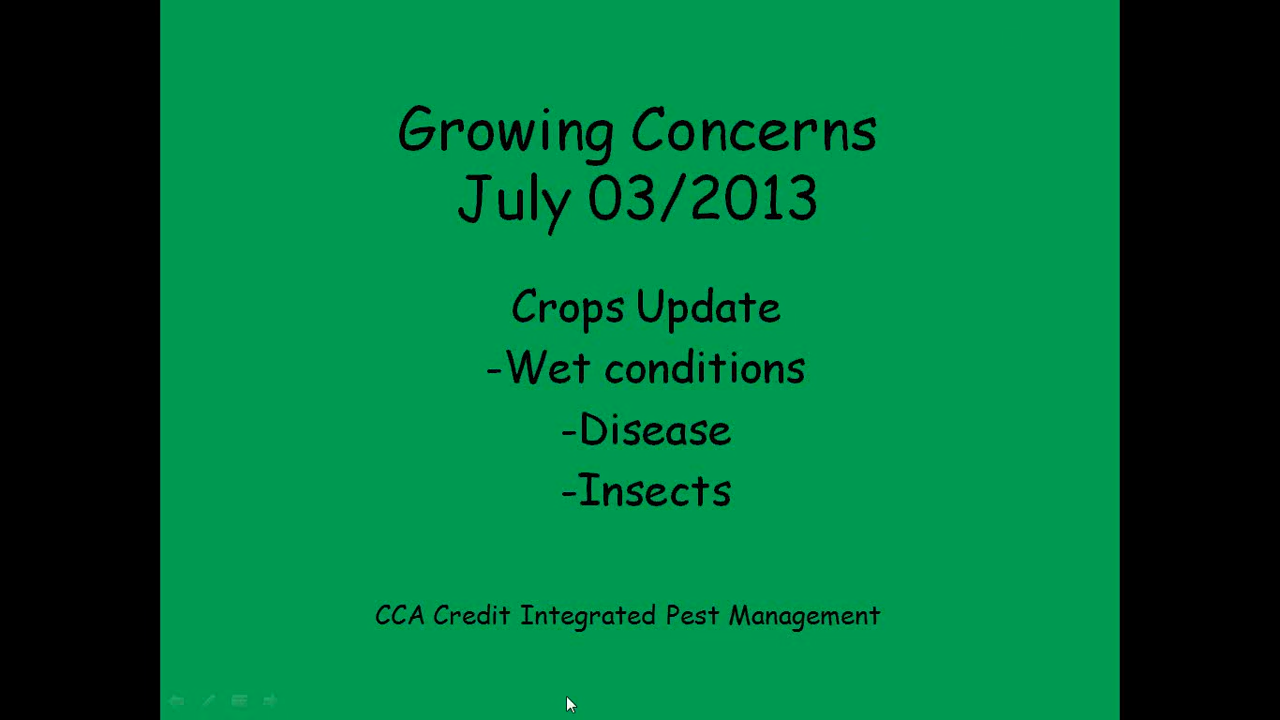 Growing Concerns
July 03/2013
Crops Update
-Wet conditions
-Disease
-Insects
CCA Credit Integrated Pest Management